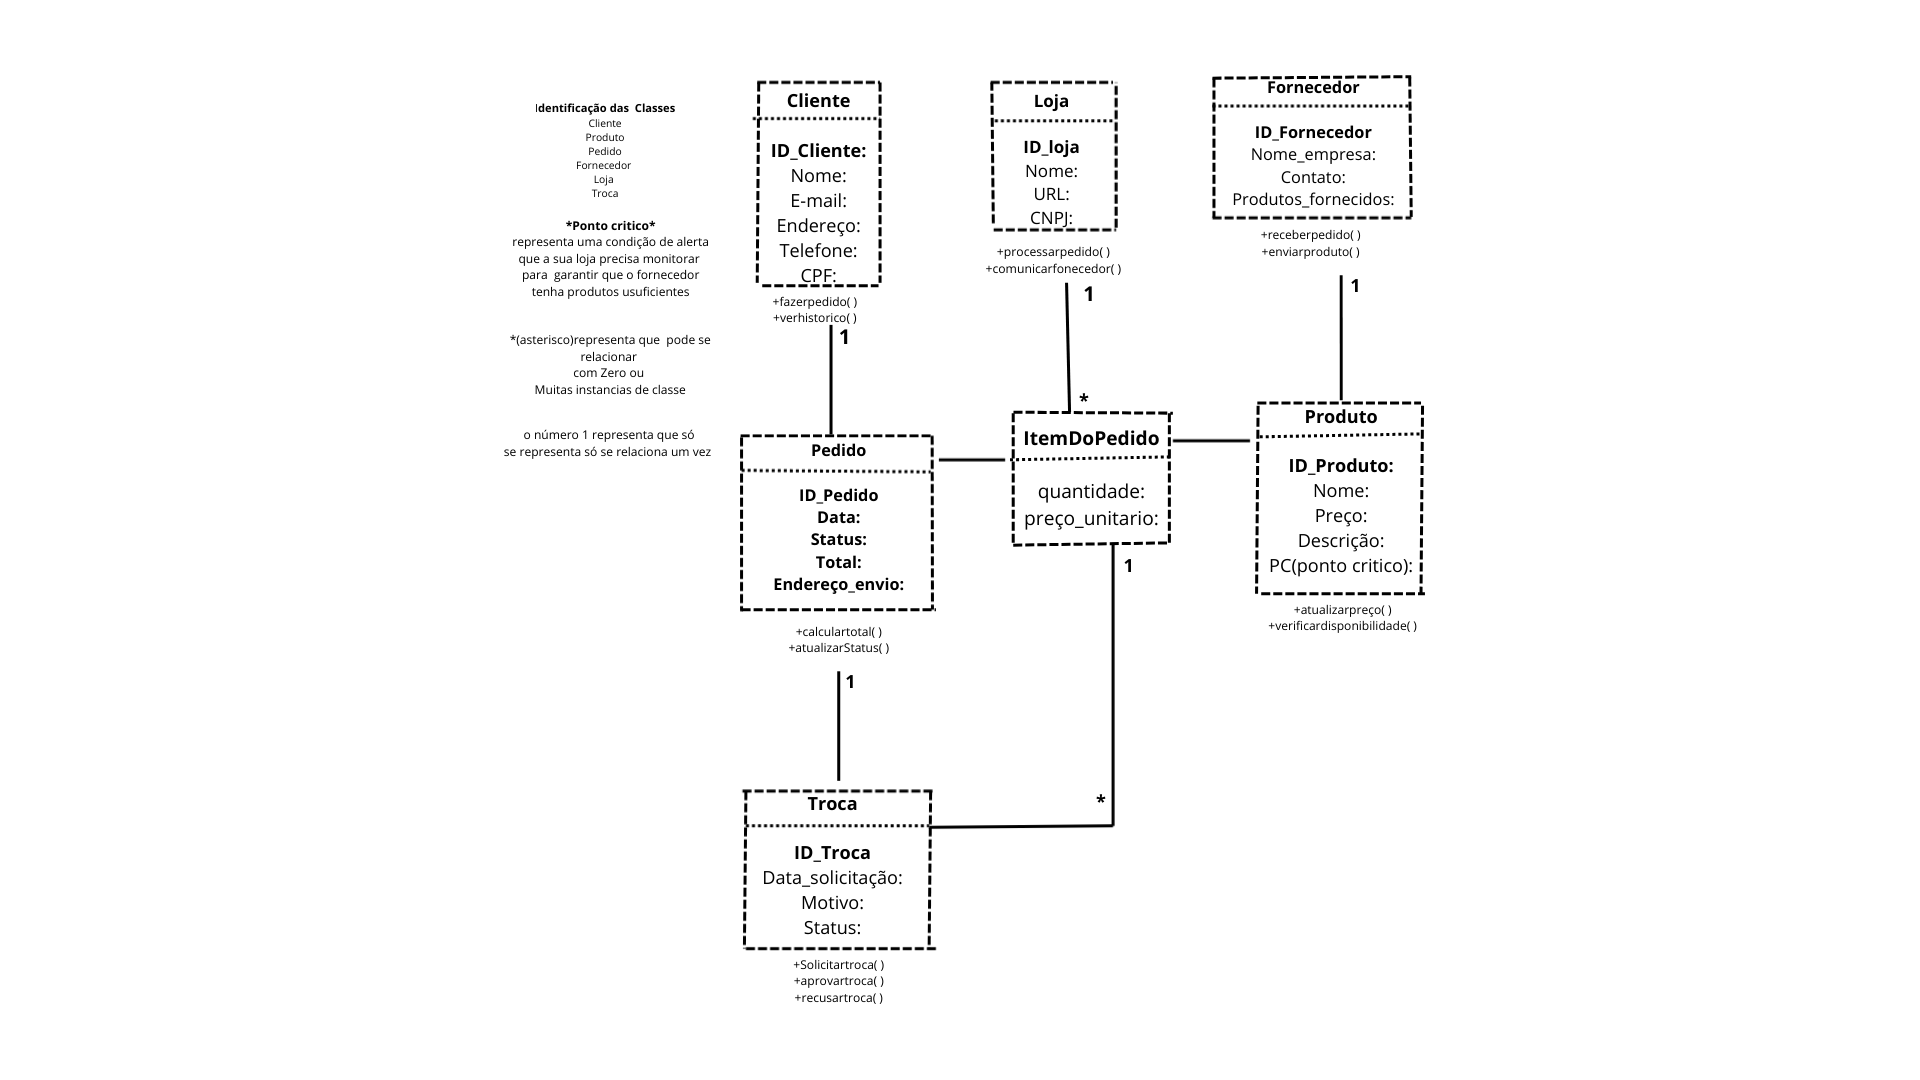 Identificação das Classes
Cliente
Produto
Pedido
Fornecedor
Loja
Troca
*Ponto critico*
representa uma condição de alerta
que a sua loja precisa monitorar
para garantir que o fornecedor
tenha produtos usuficientes
*(asterisco)representa que pode se
relacionar
com Zero ou
Muitas instancias de classe
o número 1 representa que só
se representa só se relaciona um vez
Cliente
ID_Cliente:
Nome:
E-mail:
Endereço:
Telefone:
CPF:
+fazerpedido( )
+verhistorico( )
1
Loja
ID_loja
Nome:
URL:
CNPJ:
+processarpedido( )
+comunicarfonecedor( )
1
*
Fornecedor
ID_Fornecedor
Nome_empresa:
Contato:
Produtos_fornecidos:
+receberpedido( )
+enviarproduto( )
1
Pedido
ID_Pedido
Data:
Status:
Total:
Endereço_envio:
+calculartotal( )
+atualizarStatus( )
1
ItemDoPedido
quantidade:
preço_unitario:
1
*
Produto
ID_Produto:
Nome:
Preço:
Descrição:
PC(ponto critico):
+atualizarpreço( )
+verificardisponibilidade( )
Troca
ID_Troca
Data_solicitação:
Motivo:
Status:
+Solicitartroca( )
+aprovartroca( )
+recusartroca( )